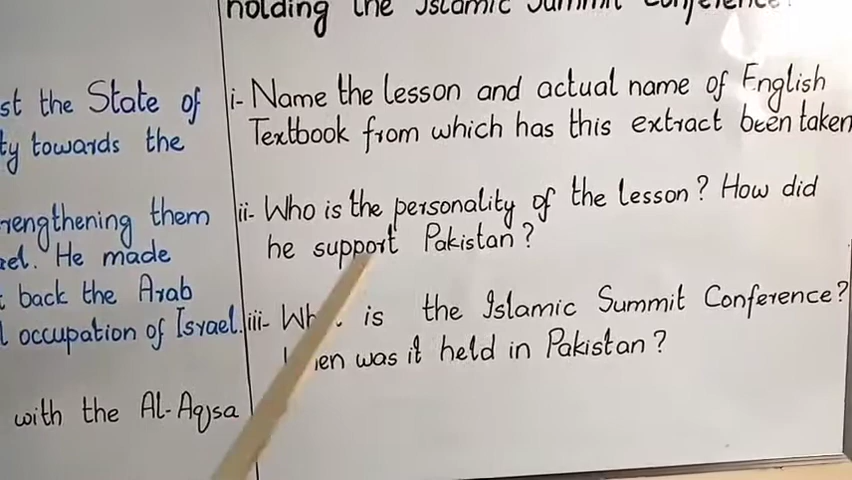 st the State of
ty towards the
rengthening them
rel. He made
back the Arab
l occupation of Israel.
with the Al-Aqsa
holding the Islamic Summit Conference?
i- Name the lesson and actual name of English
Textbook from which has this extract been taken
ii- Who is the personality of the lesson? How did
he support Pakistan?
iii- is the Islamic Summit Conference?
was it held in Pakistan?